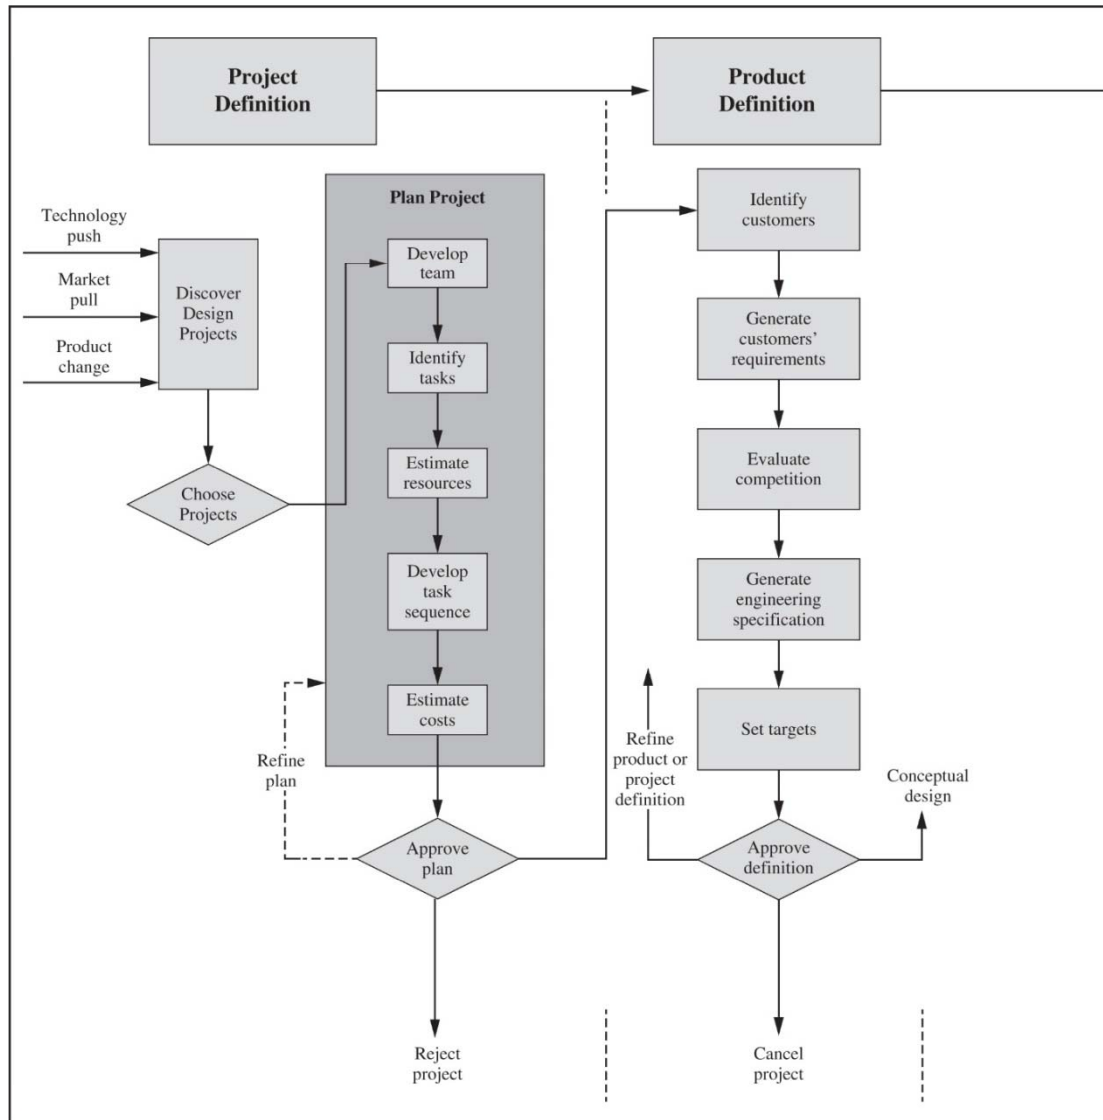 Project
Definition
Product
Definition
Technology
push
Market
pull
Product
change
Discover
Design
Projects
Choose
Projects
Plan Project
Develop
team
Identify
tasks
Estimate
resources
Develop
task
sequence
Estimate
costs
Refine
plan
Approve
plan
Reject
project
Identify
customers
Generate
customers’
requirements
Evaluate
competition
Generate
engineering
specification
Set targets
Refine
product or
project
definition
Approve
definition
Conceptual
design
Cancel
project